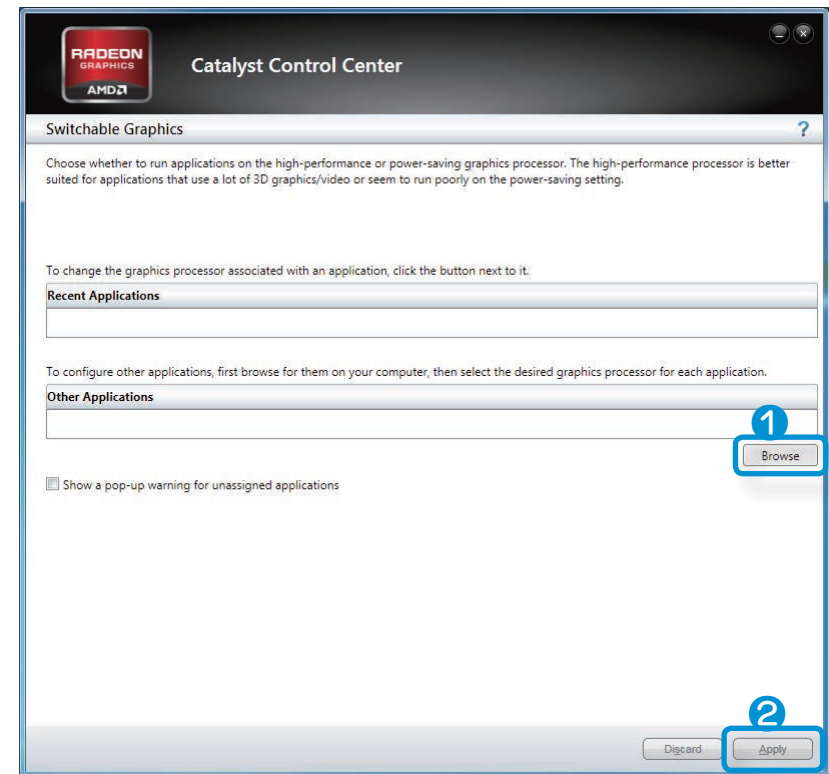 RADEON
GRAPHICS
AMD
Catalyst Control Center
Switchable Graphics
?
Choose whether to run applications on the high-performance or power-saving graphics processor. The high-performance processor is better
suited for applications that use a lot of 3D graphics/video or seem to run poorly on the power-saving setting.
To change the graphics processor associated with an application, click the button next to it.
Recent Applications
To configure other applications, first browse for them on your computer, then select the desired graphics processor for each application.
Other Applications
1
Browse
Show a pop-up warning for unassigned applications
2
Discard
Apply